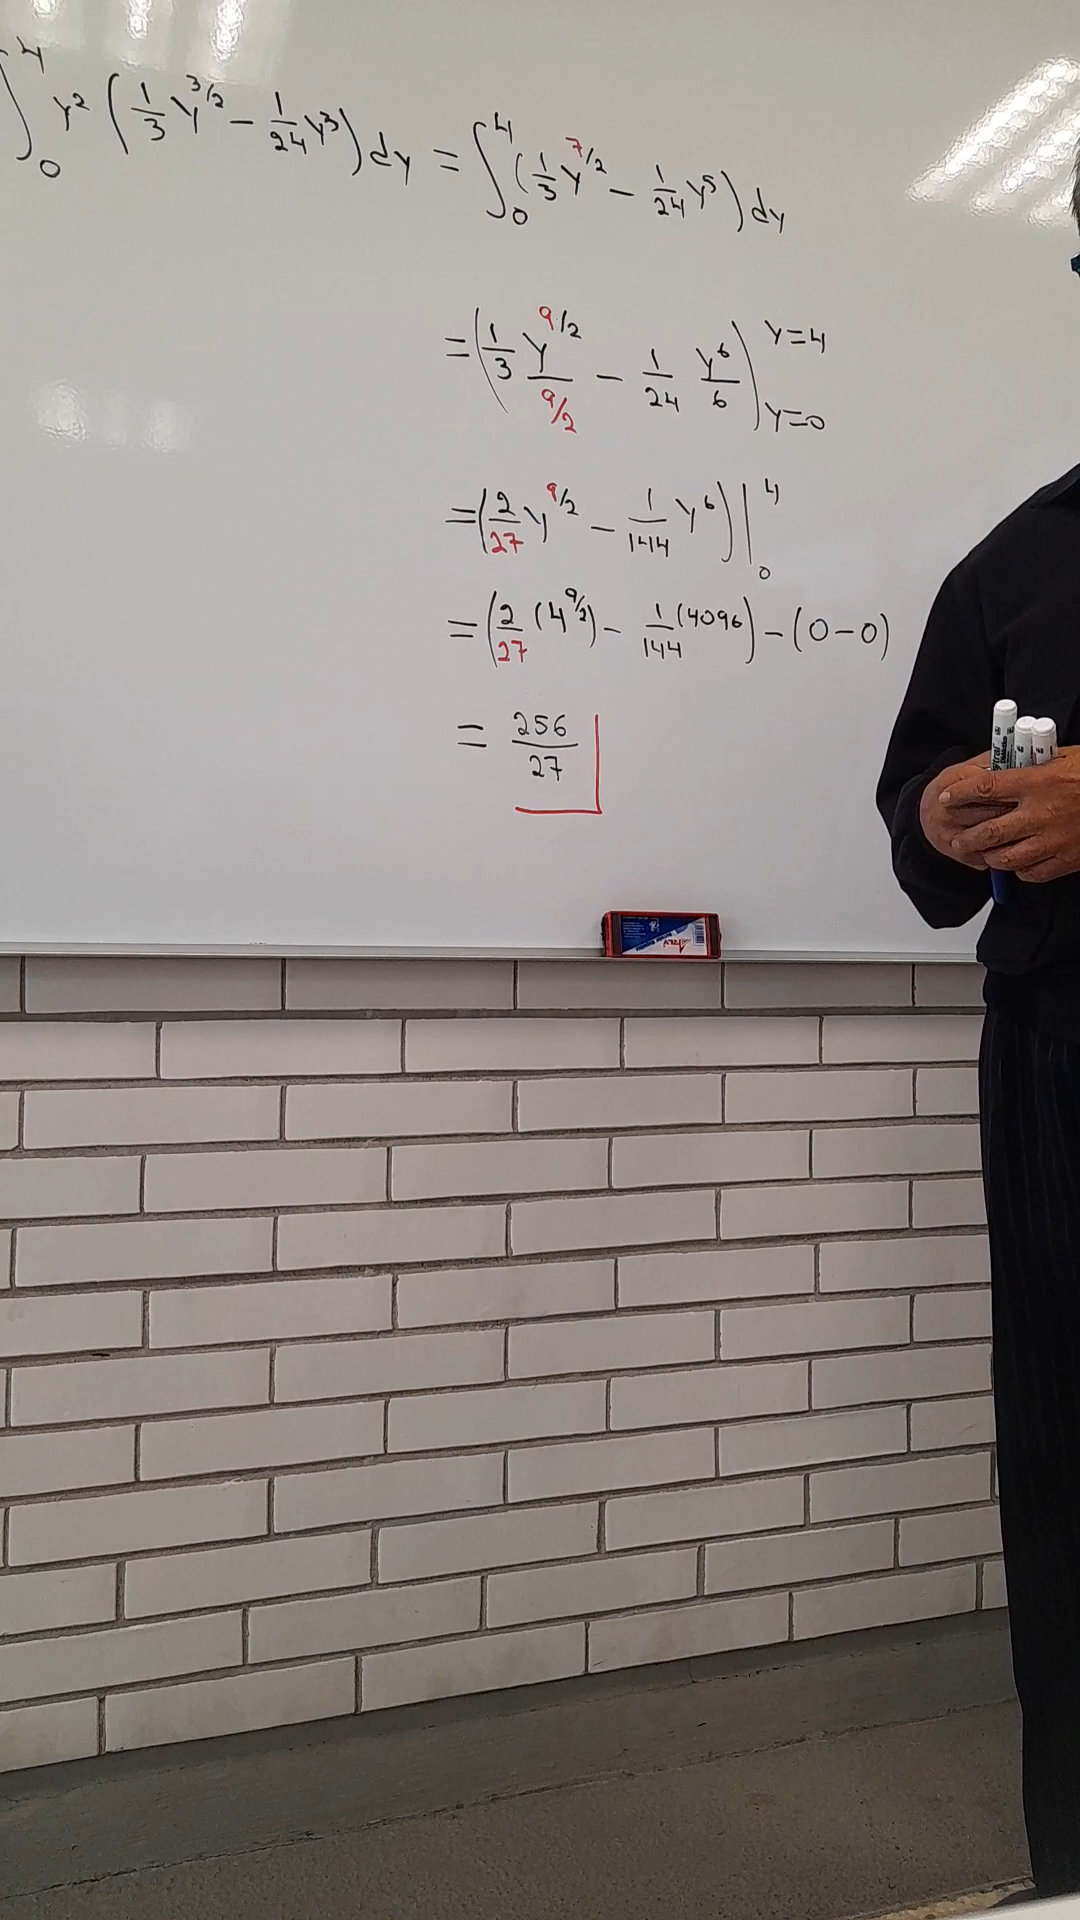 ∫₀⁴ y² (1/3 y^3/2 − 1/24 y³) dy = ∫₀⁴ (1/3 y^7/2 − 1/24 y⁵) dy
= (1/3 y^9/2 / 9/2 − 1/24 y⁶/6) y=4 y=0
= (2/27 y^9/2 − 1/144 y⁶) |₀⁴
= (2/27 (4^9/2) − 1/144 (4096) ) − (0−0)
= 256/27